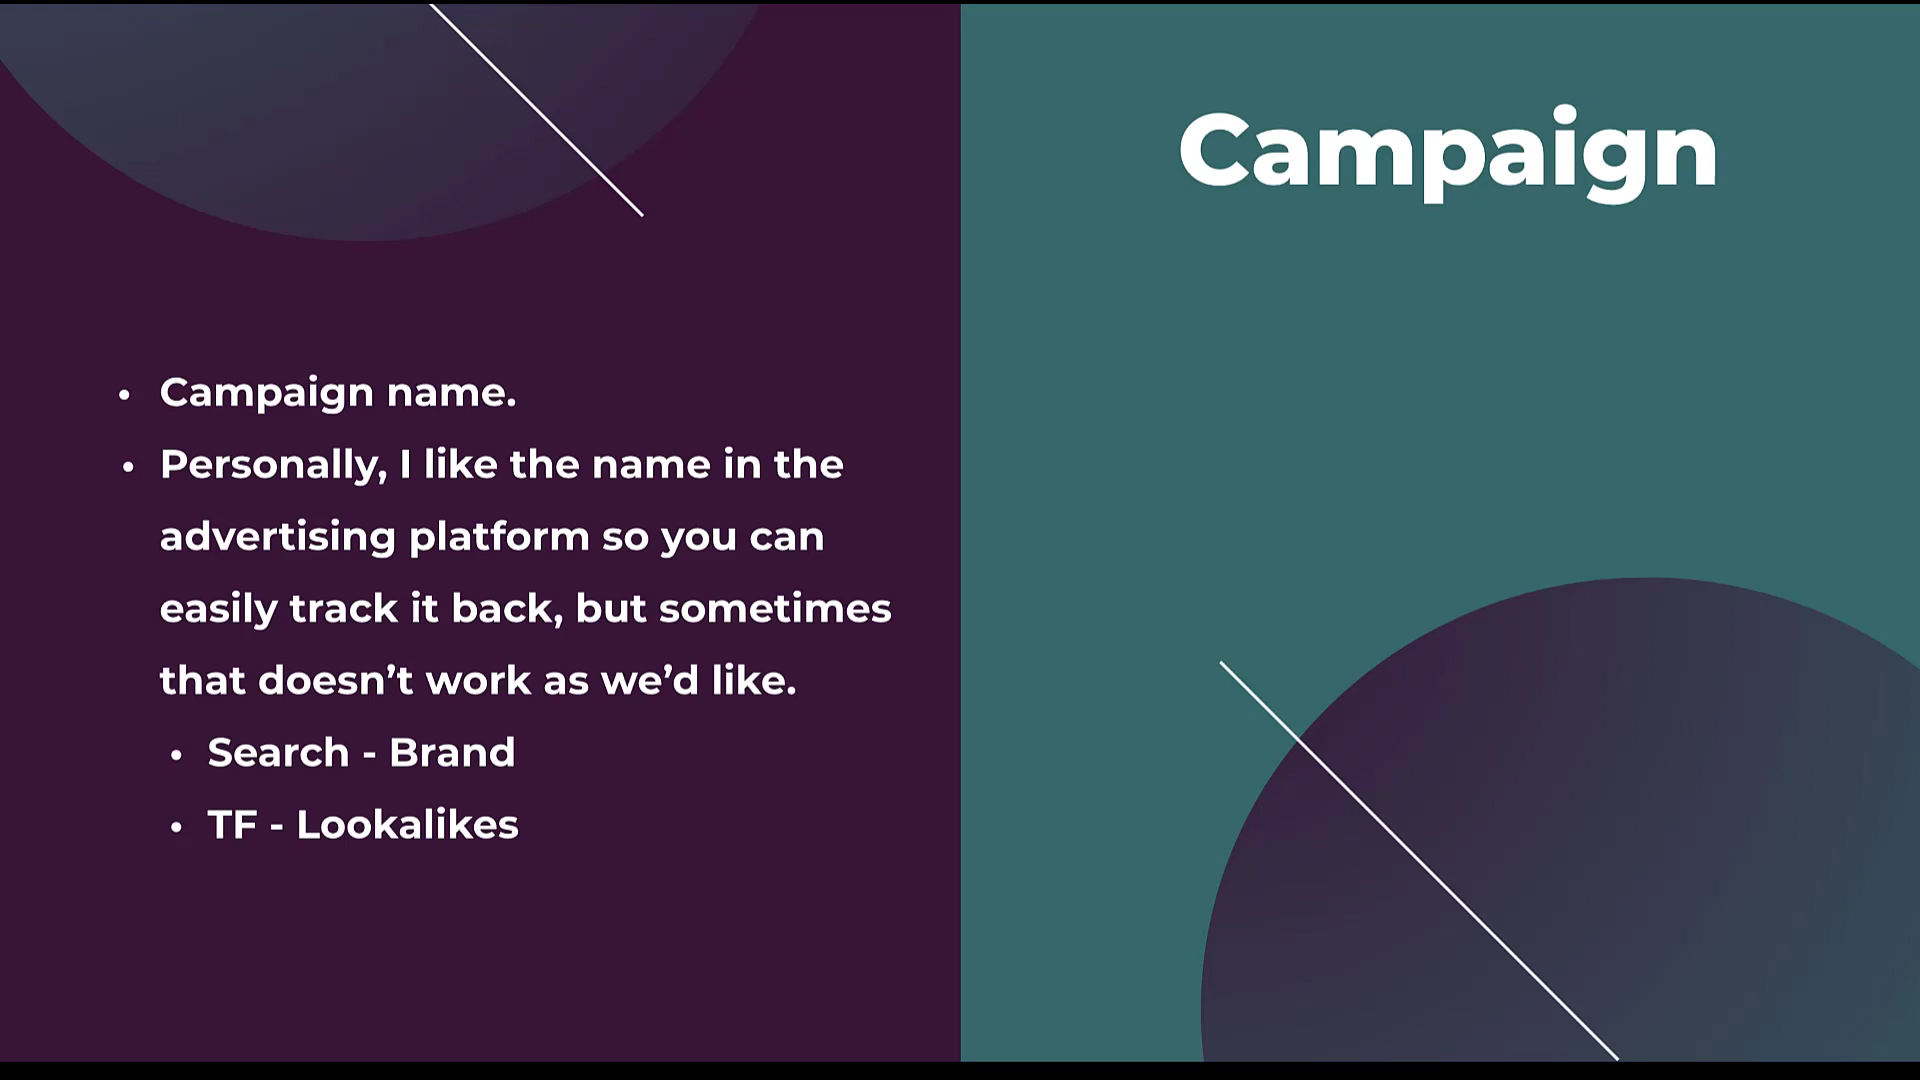 Campaign
• Campaign name.
• Personally, I like the name in the
advertising platform so you can
easily track it back, but sometimes
that doesn’t work as we’d like.
• Search - Brand
• TF - Lookalikes